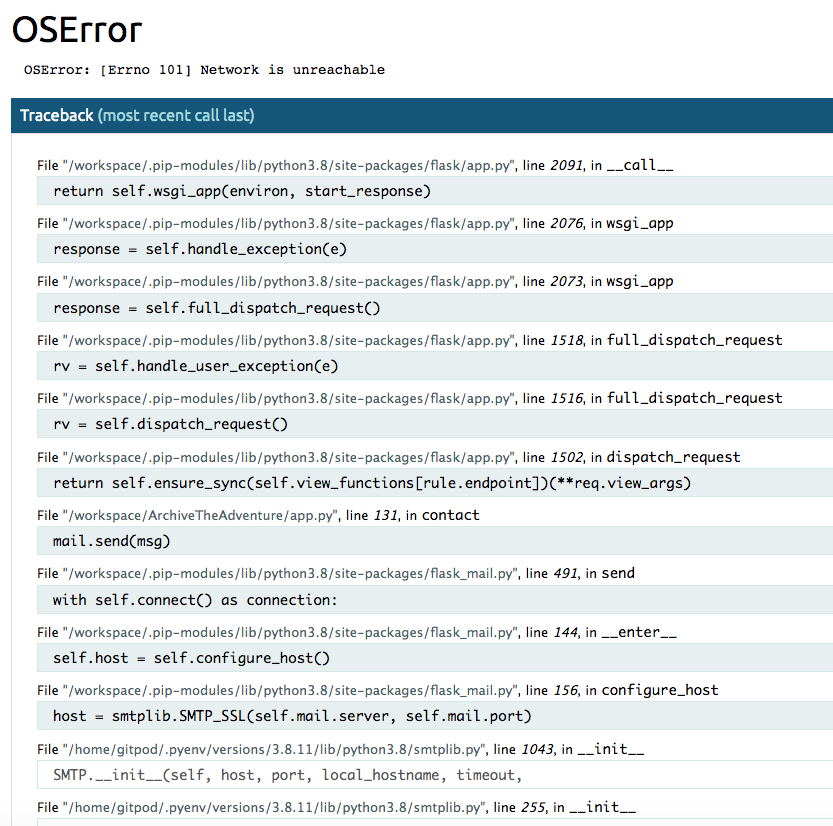 OSError
OSError: [Errno 101] Network is unreachable
Traceback (most recent call last)
File "/workspace/.pip-modules/lib/python3.8/site-packages/flask/app.py", line 2091, in __call__
return self.wsgi_app(environ, start_response)
File "/workspace/.pip-modules/lib/python3.8/site-packages/flask/app.py", line 2076, in wsgi_app
response = self.handle_exception(e)
File "/workspace/.pip-modules/lib/python3.8/site-packages/flask/app.py", line 2073, in wsgi_app
response = self.full_dispatch_request()
File "/workspace/.pip-modules/lib/python3.8/site-packages/flask/app.py", line 1518, in full_dispatch_request
rv = self.handle_user_exception(e)
File "/workspace/.pip-modules/lib/python3.8/site-packages/flask/app.py", line 1516, in full_dispatch_request
rv = self.dispatch_request()
File "/workspace/.pip-modules/lib/python3.8/site-packages/flask/app.py", line 1502, in dispatch_request
return self.ensure_sync(self.view_functions[rule.endpoint])(**req.view_args)
File "/workspace/ArchiveTheAdventure/app.py", line 131, in contact
mail.send(msg)
File "/workspace/.pip-modules/lib/python3.8/site-packages/flask_mail.py", line 491, in send
with self.connect() as connection:
File "/workspace/.pip-modules/lib/python3.8/site-packages/flask_mail.py", line 144, in __enter__
self.host = self.configure_host()
File "/workspace/.pip-modules/lib/python3.8/site-packages/flask_mail.py", line 156, in configure_host
host = smtplib.SMTP_SSL(self.mail.server, self.mail.port)
File "/home/gitpod/.pyenv/versions/3.8.11/lib/python3.8/smtplib.py", line 1043, in __init__
SMTP.__init__(self, host, port, local_hostname, timeout,
File "/home/gitpod/.pyenv/versions/3.8.11/lib/python3.8/smtplib.py", line 255, in __init__